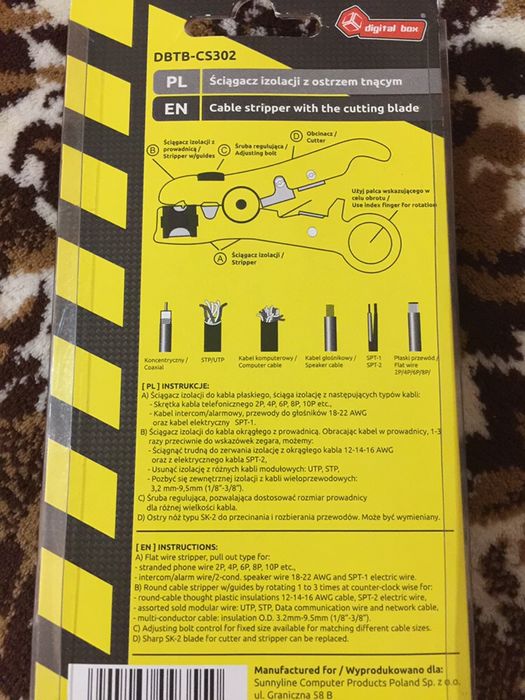 digital box
DBTB-CS302
PL Ściągacz izolacji z ostrzem tnącym
EN Cable stripper with the cutting blade
D Obcinacz /
Cutter
Ściągacz izolacji z
prowadnicą /
B Stripper w/guides
C Śruba regulująca /
Adjusting bolt
Użyj palca wskazującego w
celu obrotu /
Use index finger for rotation
A Ściągacz izolacji /
Stripper
Koncentryczny /
Coaxial
STP/UTP
Kabel komputerowy /
Computer cable
Kabel głośnikowy /
Speaker cable
SPT-1
SPT-2
Płaski przewód /
Flat wire
2P/4P/6P/8P/
[ PL ] INSTRUKCJE:
A) Ściągacz izolacji do kabla płaskiego, ściąga izolację z następujących typów kabli:
- Skrętka kabla telefonicznego 2P, 4P, 6P, 8P, 10P etc.,
- Kabel intercom/alarmowy, przewody do głośników 18-22 AWG
oraz kabel elektryczny SPT-1.
B) Ściągacz izolacji do kabla okrągłego z prowadnicą. Obracając kabel w prowadnicy, 1-3
razy przeciwnie do wskazówek zegara, możemy:
- Ściągnąć trudną do zerwania izolację z okrągłego kabla 12-14-16 AWG
oraz z elektrycznego kabla SPT-2,
- Usunąć izolację z różnych kabli modułowych: UTP, STP,
- Pozbyć się zewnętrznej izolacji z kabli wieloprzewodowych:
3,2 mm-9,5mm (1/8"-3/8").
C) Śruba regulująca, pozwalająca dostosować rozmiar prowadnicy
dla różnej wielkości kabla.
D) Ostry nóż typu SK-2 do przecinania i rozbierania przewodów. Może być wymieniany.
[ EN ] INSTRUCTIONS:
A) Flat wire stripper, pull out type for:
- stranded phone wire 2P, 4P, 6P, 8P, 10P etc.,
- intercom/alarm wire/2-cond. speaker wire 18-22 AWG and SPT-1 electric wire.
B) Round cable stripper w/guides by rotating 1 to 3 times at counter-clock wise for:
- round-cable thought plastic insulations 12-14-16 AWG cable, SPT-2 electric wire,
- assorted sold modular wire: UTP, STP, Data communication wire and network cable,
- multi-conductor cable: insulation O.D. 3.2mm-9.5mm (1/8"-3/8").
C) Adjusting bolt control for fixed size available for matching different cable sizes.
D) Sharp SK-2 blade for cutter and stripper can be replaced.
Manufactured for / Wyprodukowano dla:
Sunnyline Computer Products Poland Sp. z o.o.
ul. Graniczna 58 B